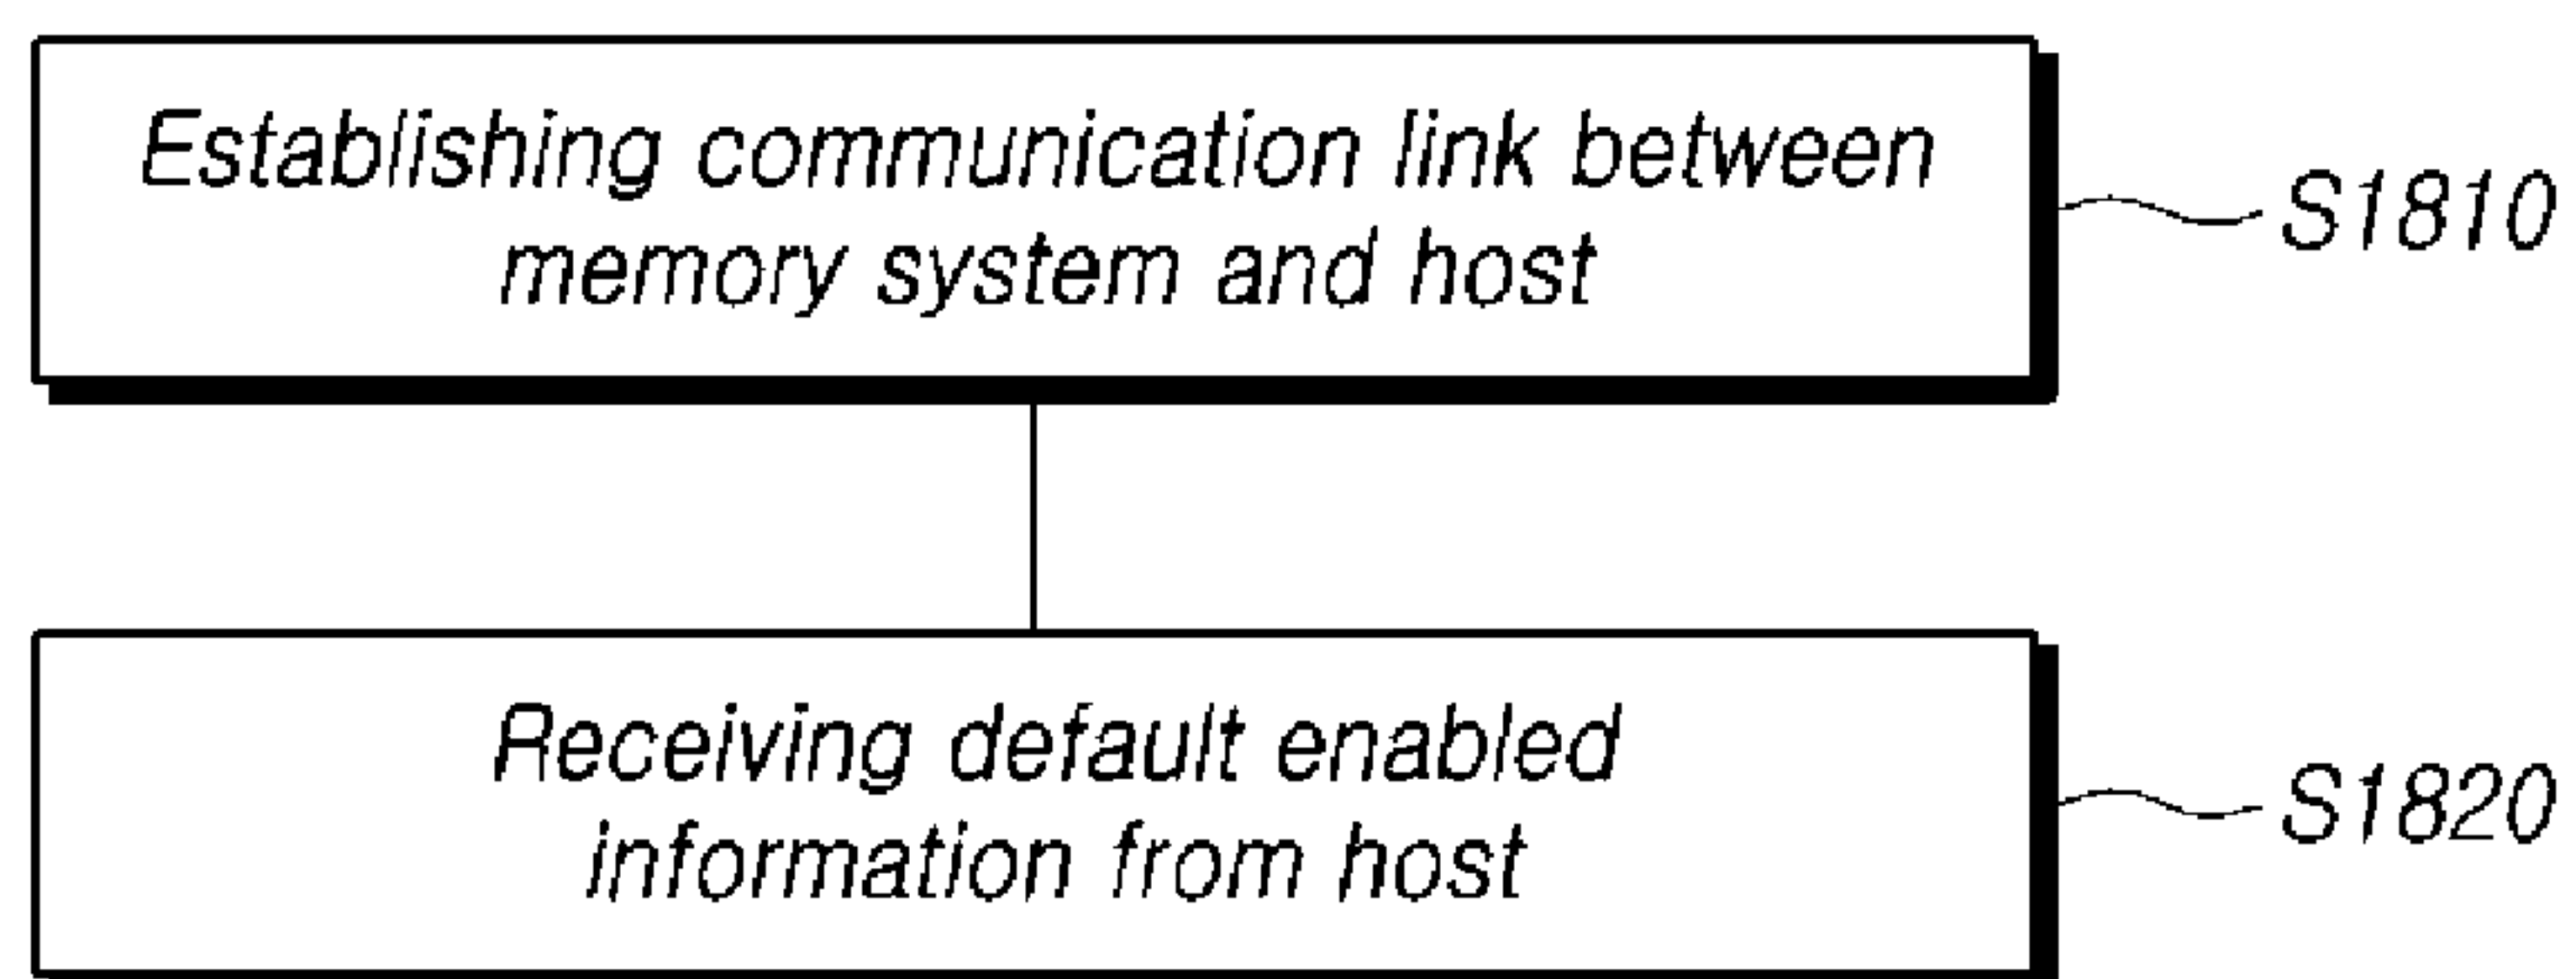 Establishing communication link between
memory system and host
S1810
Receiving default enabled
information from host
S1820